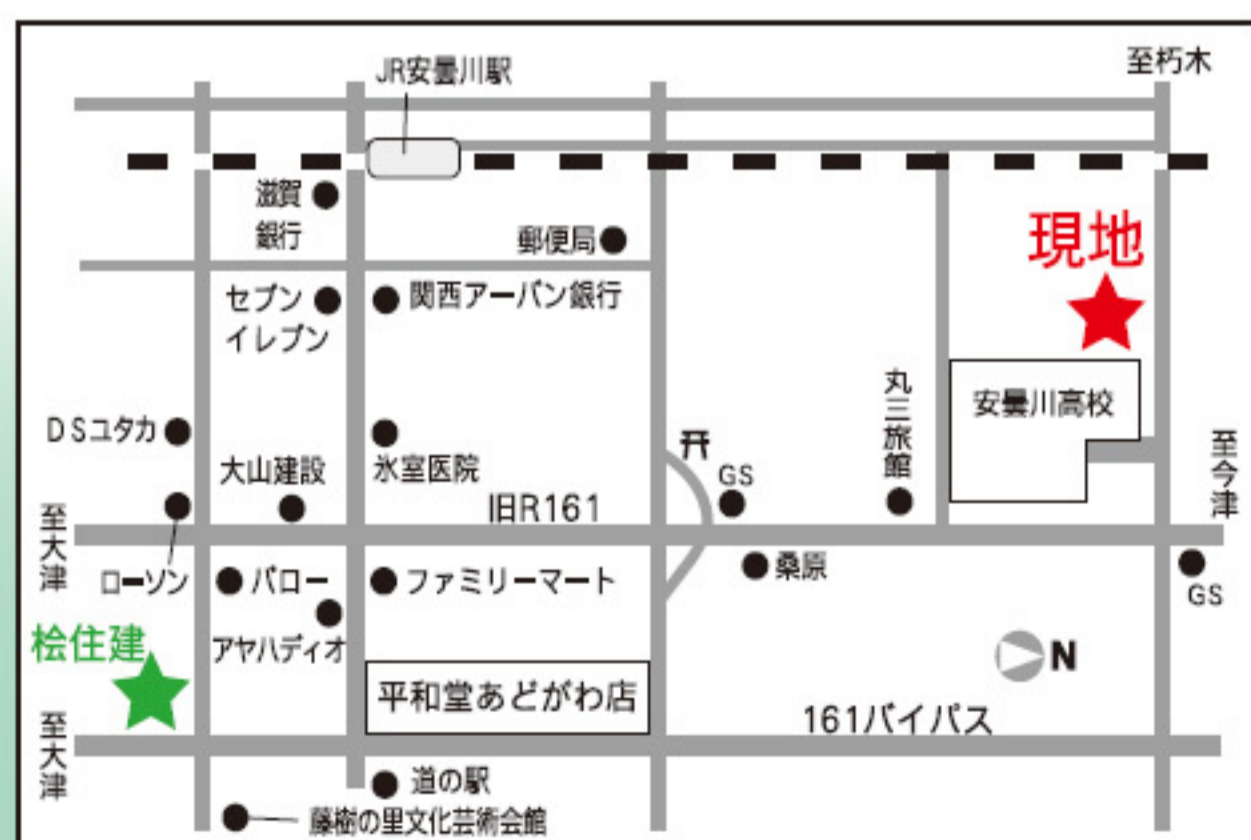 JR安曇川駅
至朽木
滋賀
銀行
郵便局
現地
セブン
イレブン
関西アーバン銀行
安曇川高校
丸三旅館
DSユタカ
大山建設
氷室医院
GS
至今津
旧R161
至大津
ローソン
バロー
ファミリーマート
桑原
GS
アヤハディオ
桧住建
N
平和堂あどがわ店
161バイパス
至大津
道の駅
藤樹の里文化芸術会館